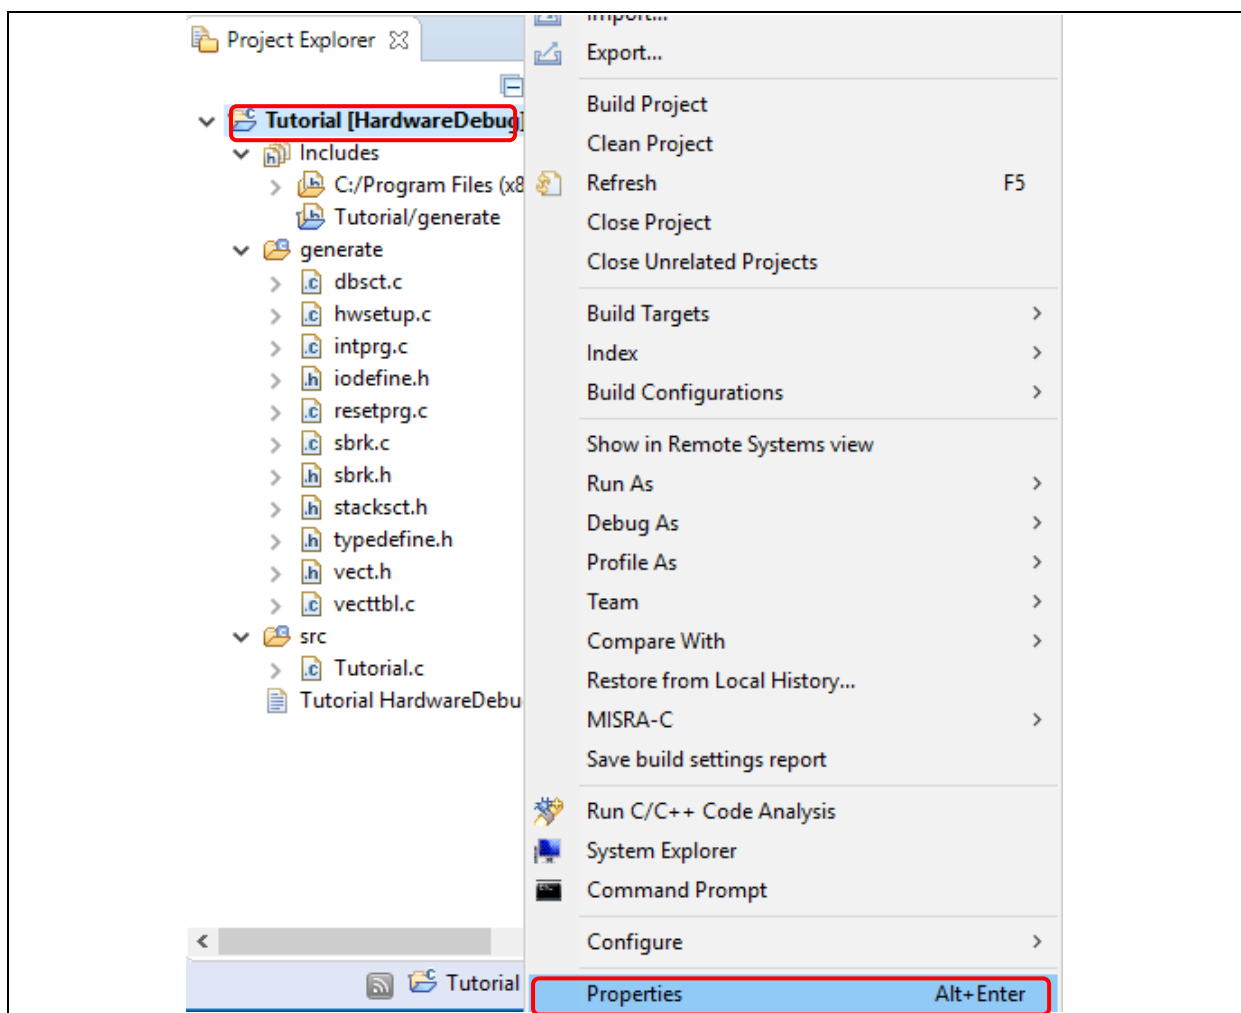 Project Explorer
Tutorial [HardwareDebug]
Includes
C:/Program Files (x8
Tutorial/generate
generate
dbsct.c
hwsetup.c
intprg.c
iodefine.h
resetprg.c
sbrk.c
sbrk.h
stacksct.h
typedefine.h
vect.h
vecttbl.c
src
Tutorial.c
Tutorial HardwareDebu
Tutorial
Import...
Export...
Build Project
Clean Project
Refresh F5
Close Project
Close Unrelated Projects
Build Targets
Index
Build Configurations
Show in Remote Systems view
Run As
Debug As
Profile As
Team
Compare With
Restore from Local History...
MISRA-C
Save build settings report
Run C/C++ Code Analysis
System Explorer
Command Prompt
Configure
Properties Alt+Enter